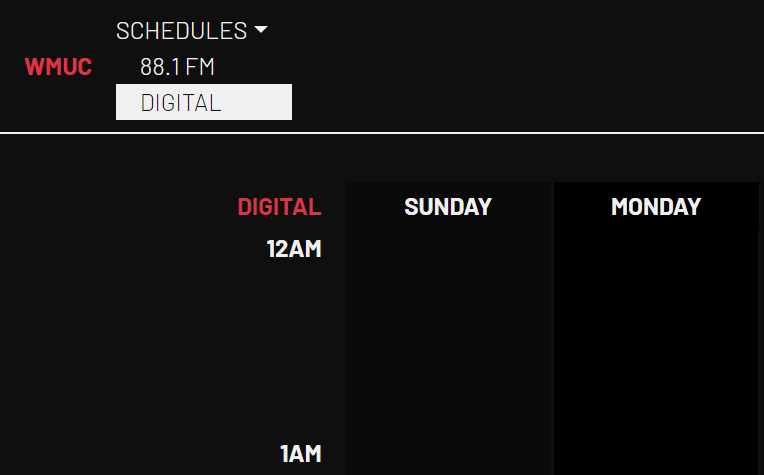 SCHEDULES
WMUC
88.1 FM
DIGITAL
DIGITAL SUNDAY MONDAY
12AM
1AM